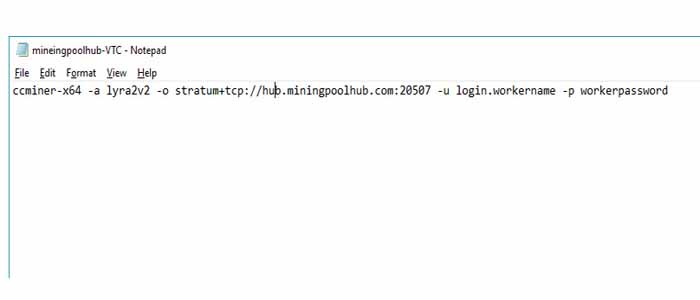 mineingpoolhub-VTC - Notepad
File Edit Format View Help
ccminer-x64 -a lyra2v2 -o stratum+tcp://hub.miningpoolhub.com:20507 -u login.workername -p workerpassword